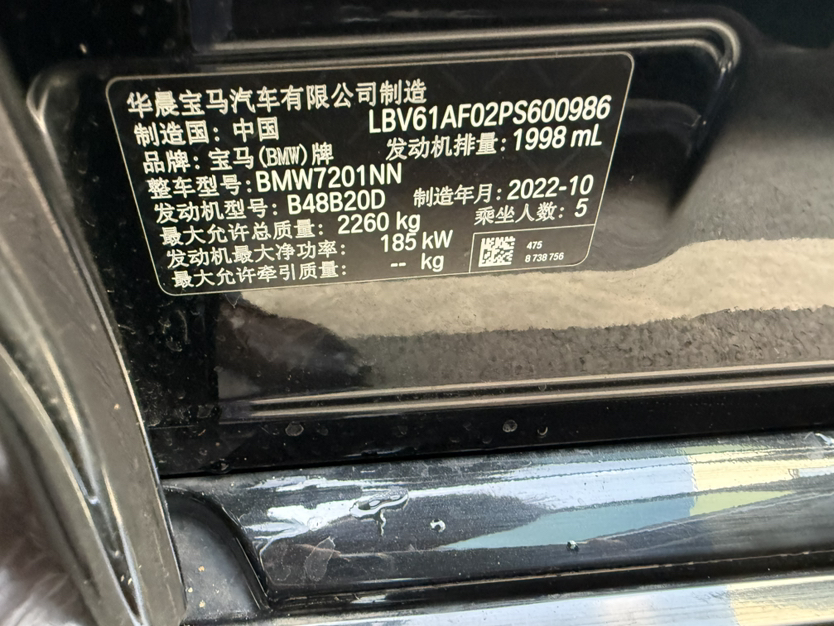 华晨宝马汽车有限公司制造
制造国: 中国 LBV61AF02PS600986
品牌: 宝马(BMW)牌 发动机排量: 1998 mL
整车型号: BMW7201NN
发动机型号: B48B20D 制造年月: 2022-10
最大允许总质量: 2260 kg 乘坐人数: 5
发动机最大净功率: 185 kW
最大允许牵引质量: -- kg
475
8 738 756